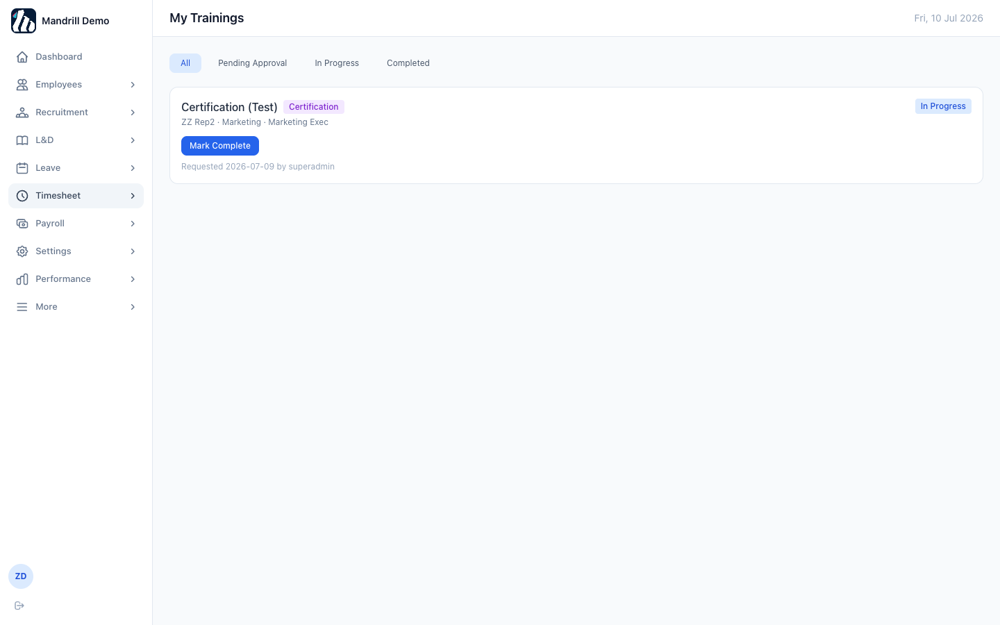 Mandrill Demo
Dashboard
Employees
Recruitment
L&D
Leave
Timesheet
Payroll
Settings
Performance
More
ZD
My Trainings
Fri, 10 Jul 2026
All
Pending Approval
In Progress
Completed
Certification (Test)
Certification
In Progress
ZZ Rep2 · Marketing · Marketing Exec
Mark Complete
Requested 2026-07-09 by superadmin